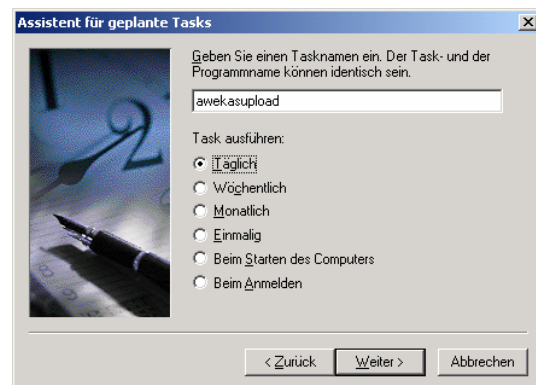 Assistent für geplante Tasks
Geben Sie einen Tasknamen ein. Der Task- und der
Programmname können identisch sein.
awekasupload
Task ausführen:
Täglich
Wöchentlich
Monatlich
Einmalig
Beim Starten des Computers
Beim Anmelden
< Zurück
Weiter >
Abbrechen